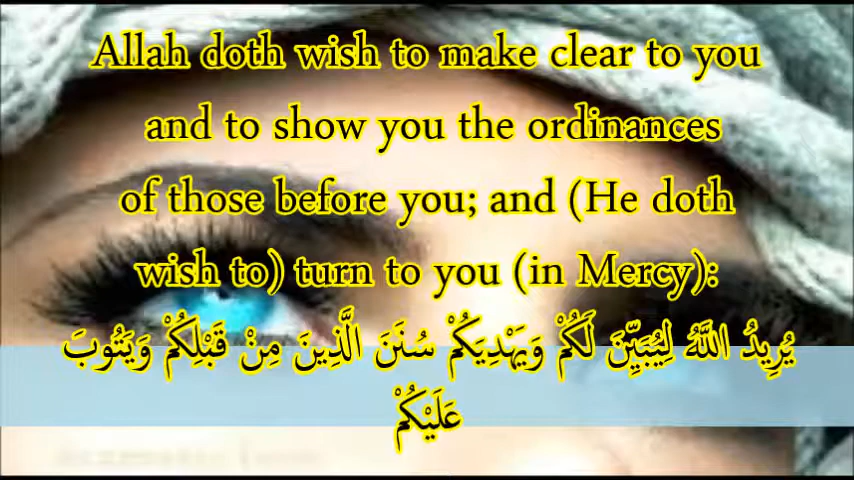 Allah doth wish to make clear to you
and to show you the ordinances
of those before you; and (He doth
wish to) turn to you (in Mercy):
يُرِيدُ اللَّهُ لِيُبَيِّنَ لَكُمْ وَيَهْدِيَكُمْ سُنَنَ الَّذِينَ مِنْ قَبْلِكُمْ وَيَتُوبَ
عَلَيْكُمْ